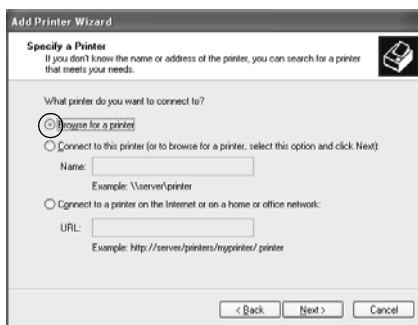 Add Printer Wizard
Specify a Printer
If you don't know the name or address of the printer, you can search for a printer
that meets your needs.
What printer do you want to connect to?
Browse for a printer
Connect to this printer (or to browse for a printer, select this option and click Next):
Name:
Example: \\server\printer
Connect to a printer on the Internet or on a home or office network:
URL:
Example: http://server/printers/myprinter/.printer
< Back
Next >
Cancel